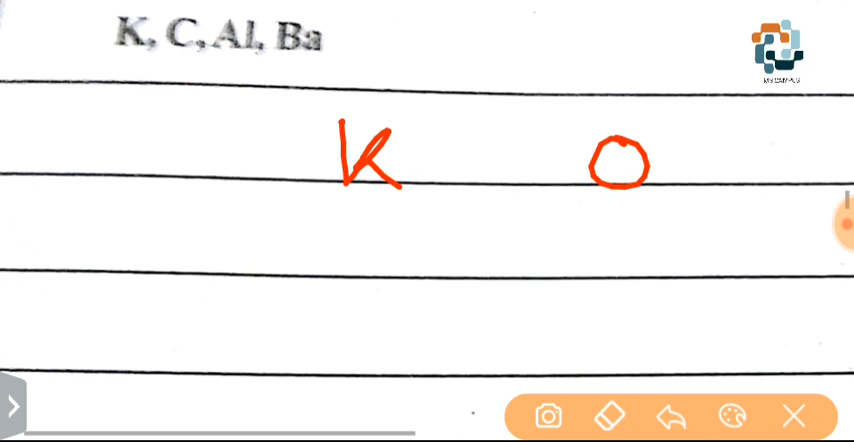 K, C, Al, Ba
K O